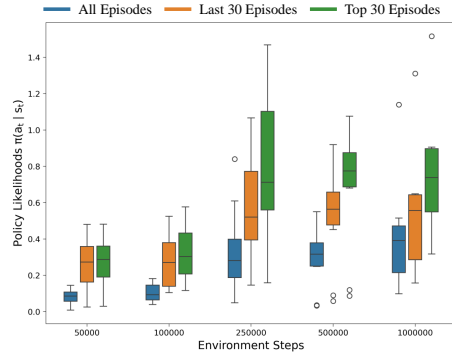 All Episodes Last 30 Episodes Top 30 Episodes
Policy Likelihoods π(aₜ | sₜ)
1.4
1.2
1.0
0.8
0.6
0.4
0.2
0.0
50000 100000 250000 500000 1000000
Environment Steps